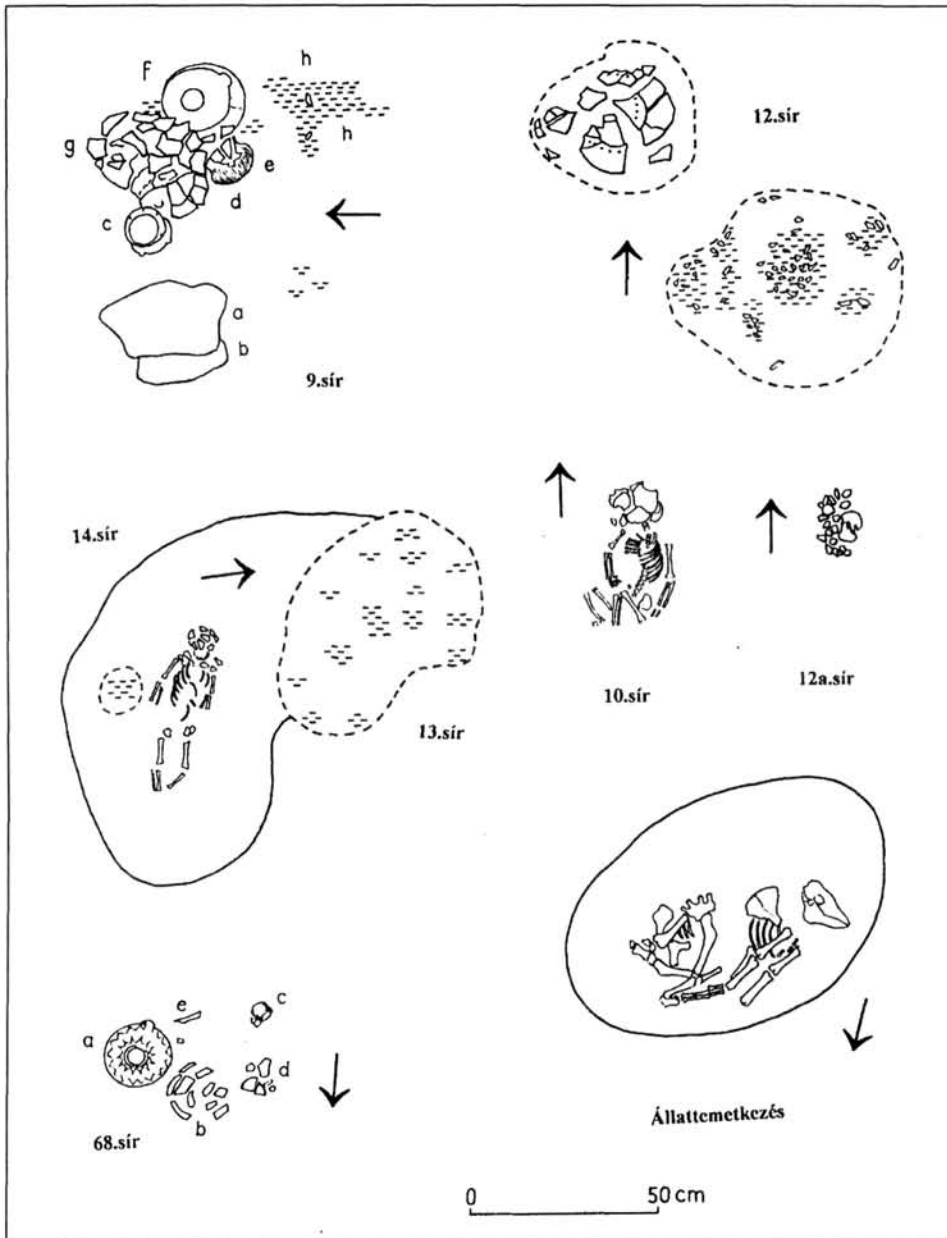 f
h
h
g
e
d
c
a
b
9.sír
12.sír
14.sír
13.sír
10.sír
12a.sír
a
e
c
d
b
68.sír
Állattemetkezés
0 50 cm